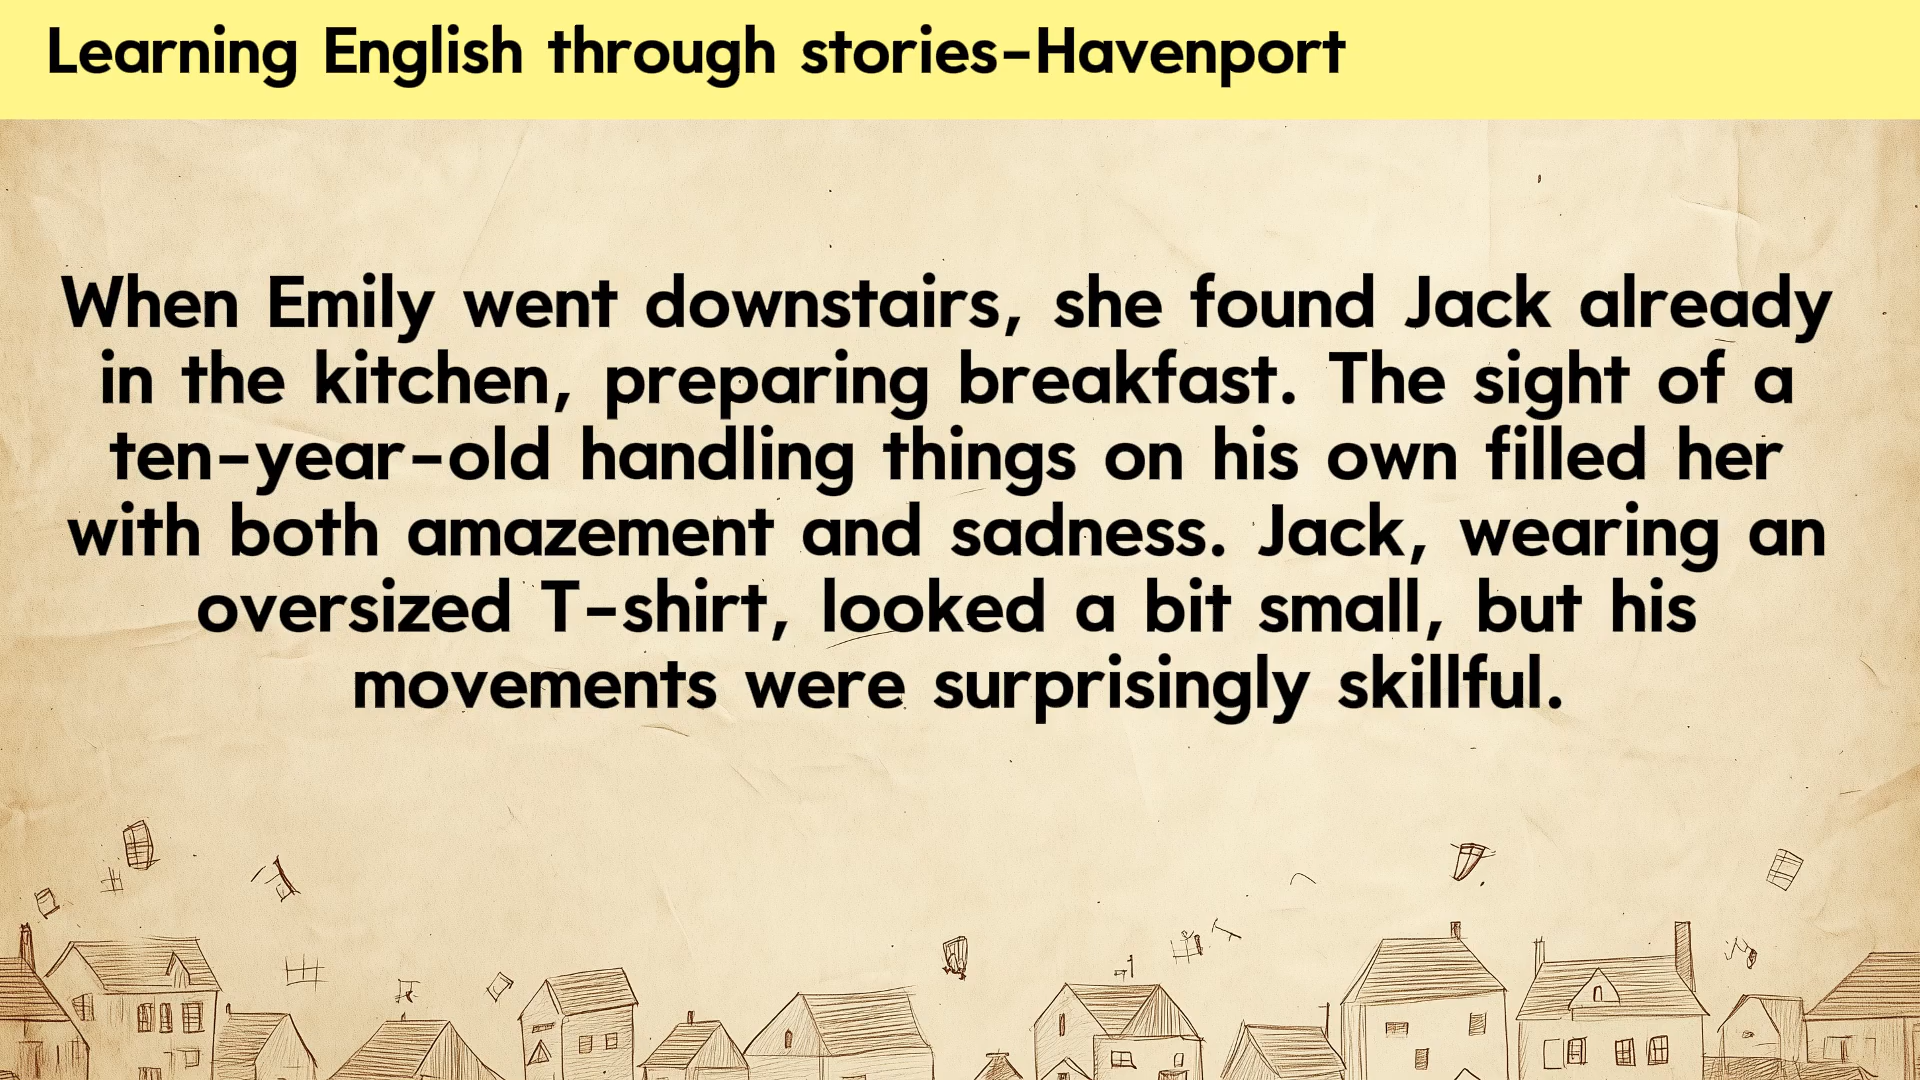 Learning English through stories-Havenport
When Emily went downstairs, she found Jack already
in the kitchen, preparing breakfast. The sight of a
ten-year-old handling things on his own filled her
with both amazement and sadness. Jack, wearing an
oversized T-shirt, looked a bit small, but his
movements were surprisingly skillful.